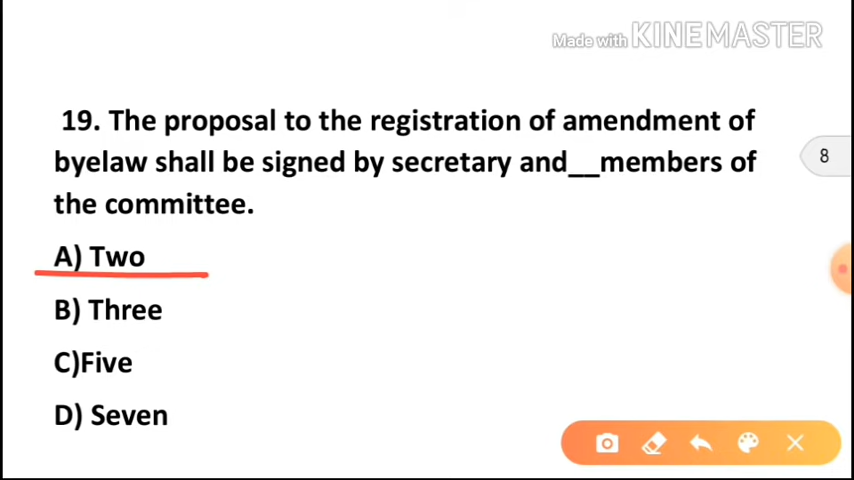 Made with KINEMASTER
19. The proposal to the registration of amendment of
byelaw shall be signed by secretary and__members of
the committee.
8
A) Two
B) Three
C)Five
D) Seven